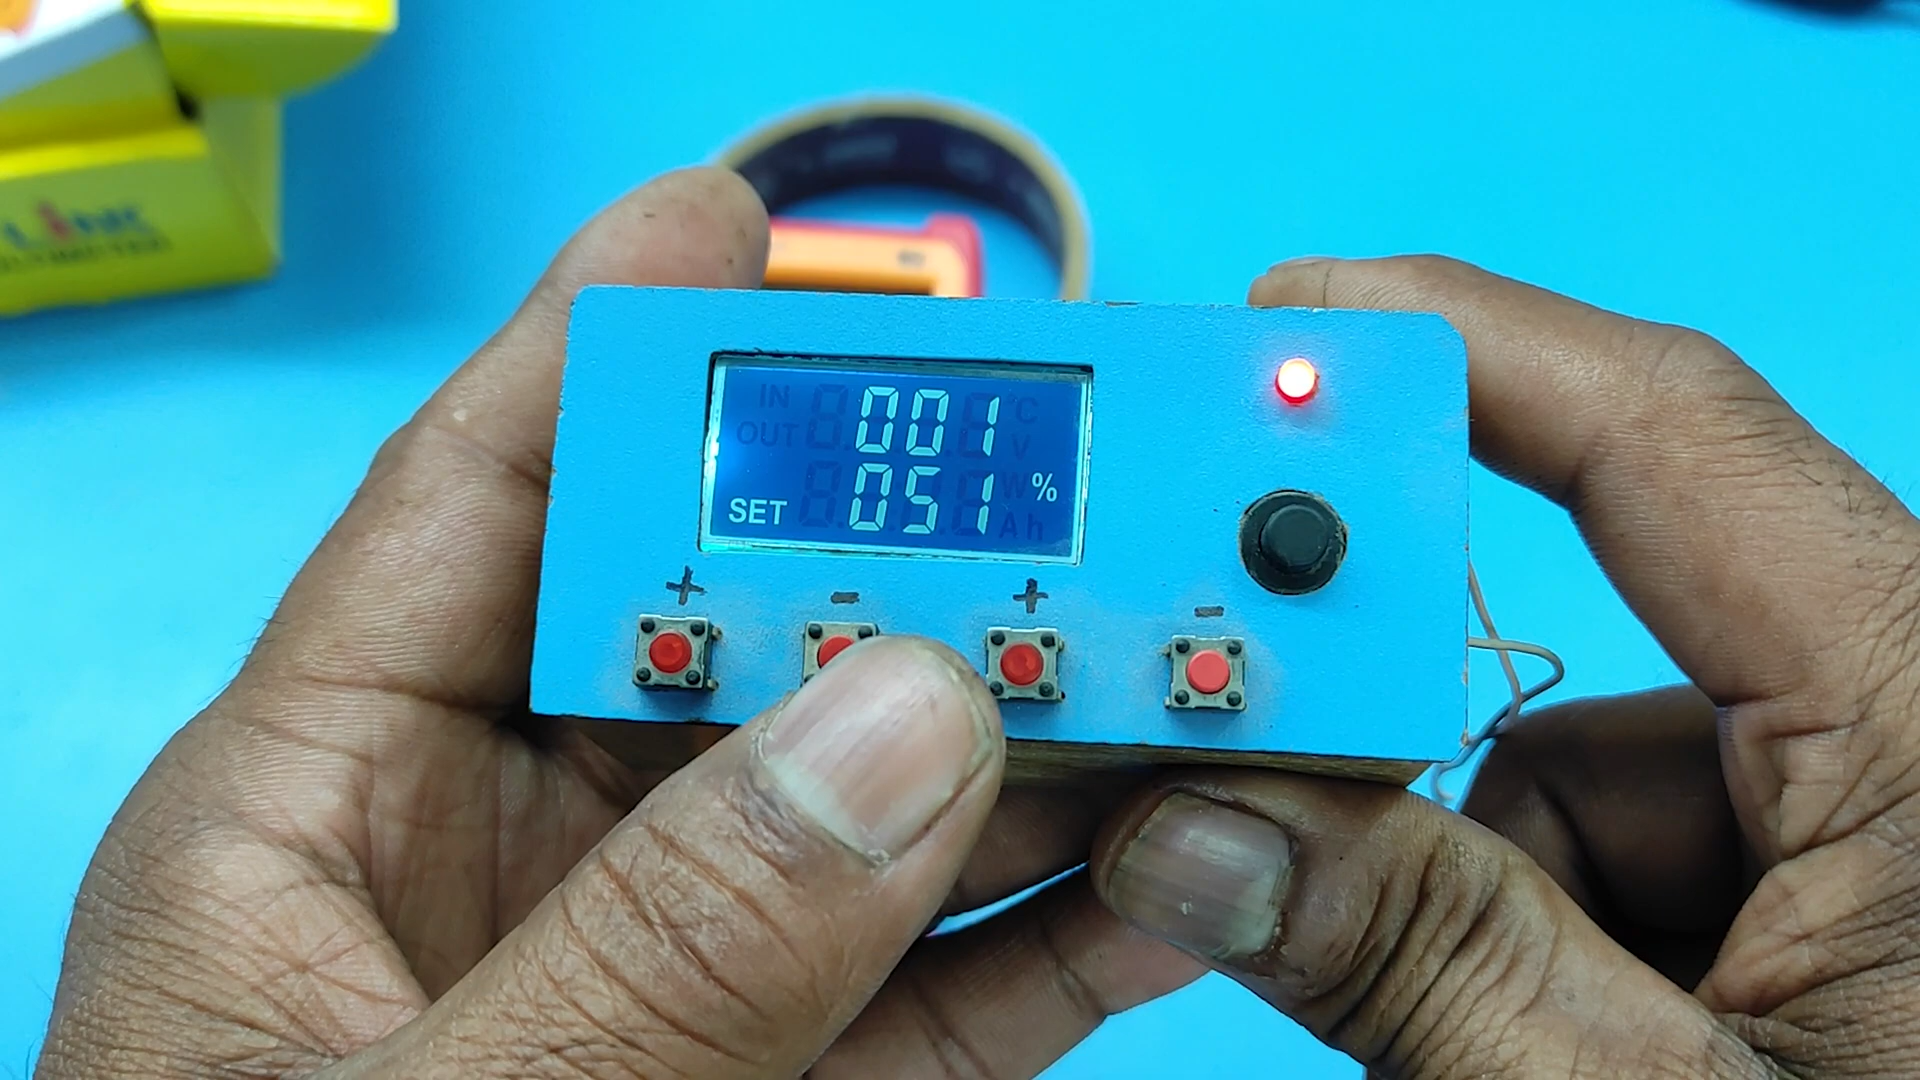 IN 001 °C
OUT V
W %
SET 051 Ah
+ - + -